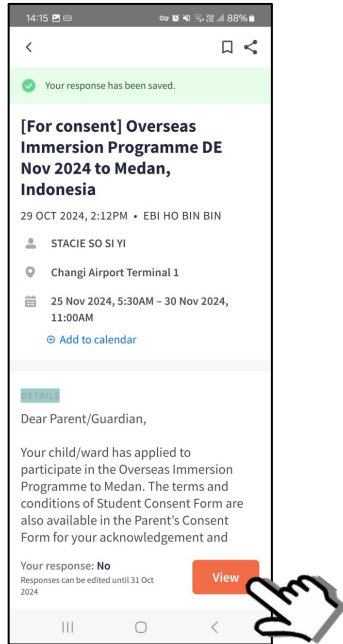 14:15 88%
Your response has been saved.
[For consent] Overseas
Immersion Programme DE
Nov 2024 to Medan,
Indonesia
29 OCT 2024, 2:12PM • EBI HO BIN BIN
STACIE SO SI YI
Changi Airport Terminal 1
25 Nov 2024, 5:30AM – 30 Nov 2024,
11:00AM
Add to calendar
DETAILS
Dear Parent/Guardian,
Your child/ward has applied to
participate in the Overseas Immersion
Programme to Medan. The terms and
conditions of Student Consent Form are
also available in the Parent's Consent
Form for your acknowledgement and
Your response: No
Responses can be edited until 31 Oct
2024
View